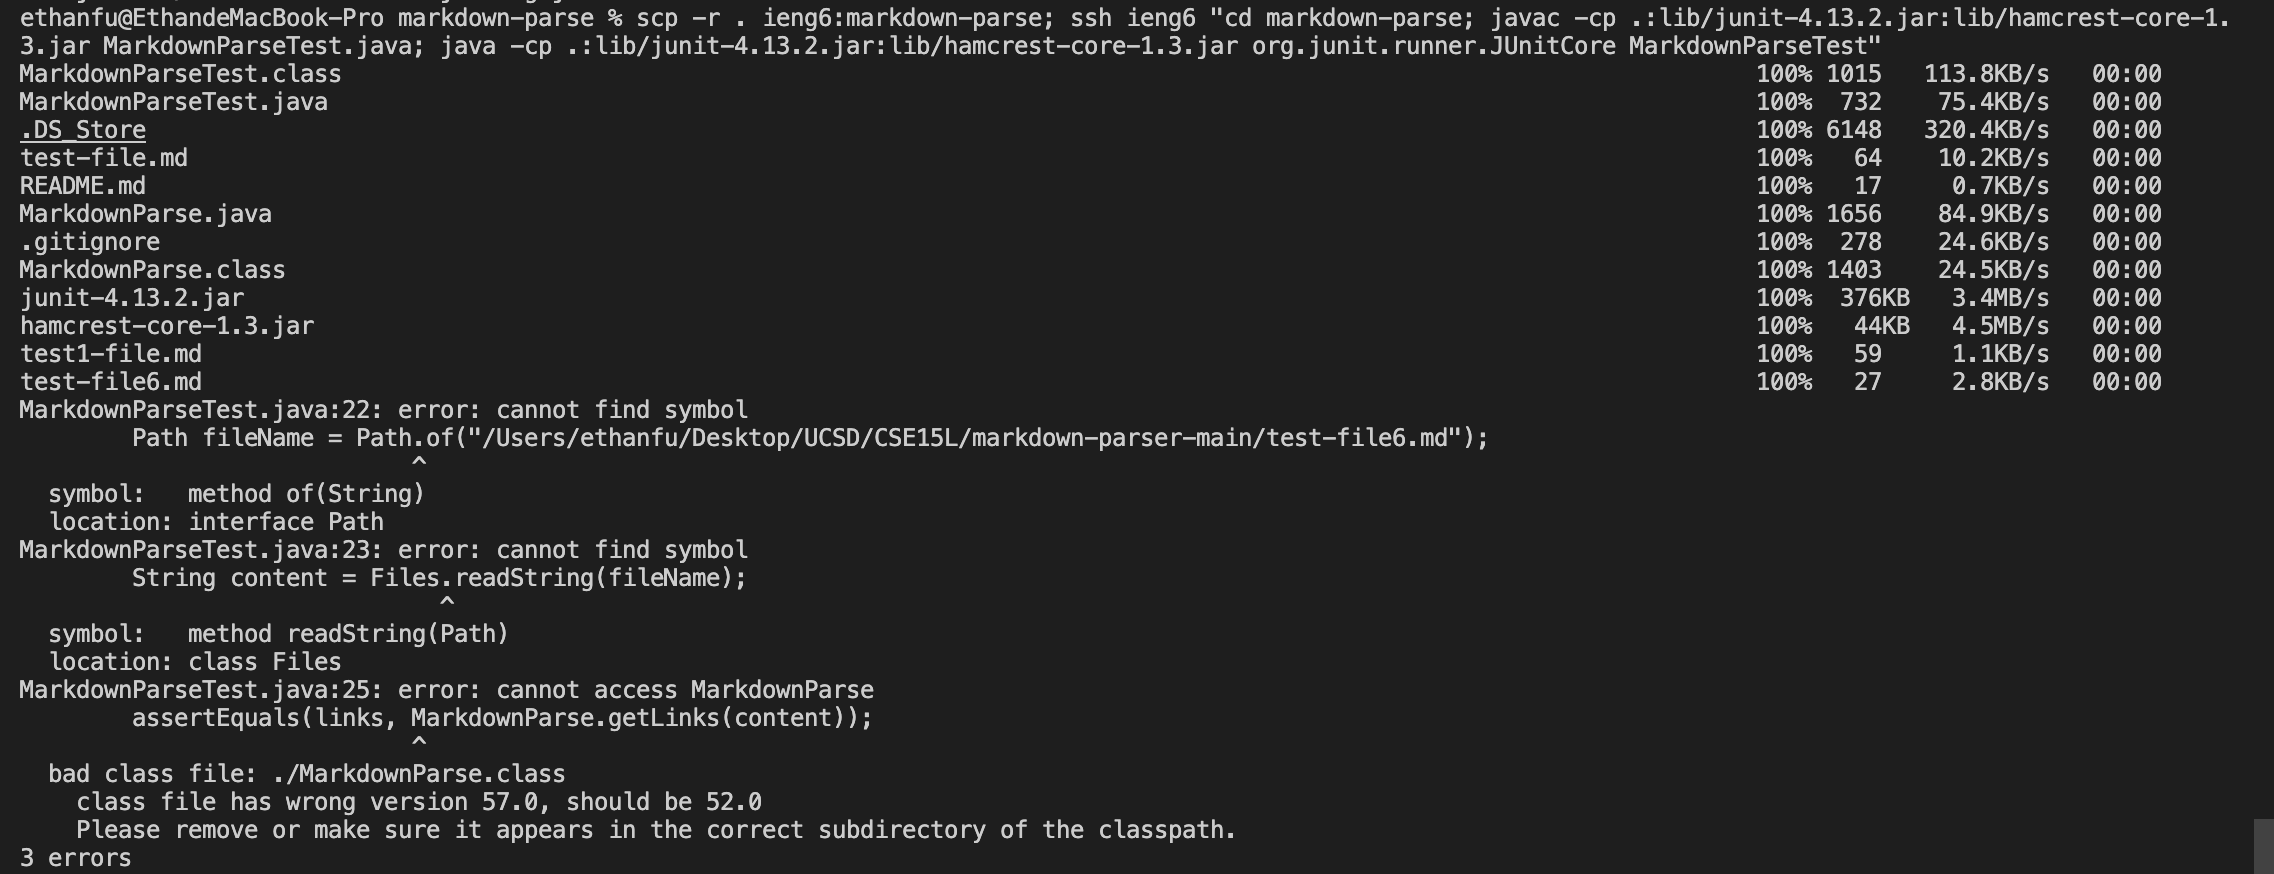 ethanfu@EthandeMacBook-Pro markdown-parse % scp -r . ieng6:markdown-parse; ssh ieng6 "cd markdown-parse; javac -cp .:lib/junit-4.13.2.jar:lib/hamcrest-core-1.
3.jar MarkdownParseTest.java; java -cp .:lib/junit-4.13.2.jar:lib/hamcrest-core-1.3.jar org.junit.runner.JUnitCore MarkdownParseTest"
MarkdownParseTest.class 100% 1015 113.8KB/s 00:00
MarkdownParseTest.java 100% 732 75.4KB/s 00:00
.DS_Store 100% 6148 320.4KB/s 00:00
test-file.md 100% 64 10.2KB/s 00:00
README.md 100% 17 0.7KB/s 00:00
MarkdownParse.java 100% 1656 84.9KB/s 00:00
.gitignore 100% 278 24.6KB/s 00:00
MarkdownParse.class 100% 1403 24.5KB/s 00:00
junit-4.13.2.jar 100% 376KB 3.4MB/s 00:00
hamcrest-core-1.3.jar 100% 44KB 4.5MB/s 00:00
test1-file.md 100% 59 1.1KB/s 00:00
test-file6.md 100% 27 2.8KB/s 00:00
MarkdownParseTest.java:22: error: cannot find symbol
        Path fileName = Path.of("/Users/ethanfu/Desktop/UCSD/CSE15L/markdown-parser-main/test-file6.md");
                            ^
  symbol:   method of(String)
  location: interface Path
MarkdownParseTest.java:23: error: cannot find symbol
        String content = Files.readString(fileName);
                              ^
  symbol:   method readString(Path)
  location: class Files
MarkdownParseTest.java:25: error: cannot access MarkdownParse
        assertEquals(links, MarkdownParse.getLinks(content));
                            ^
  bad class file: ./MarkdownParse.class
    class file has wrong version 57.0, should be 52.0
    Please remove or make sure it appears in the correct subdirectory of the classpath.
3 errors